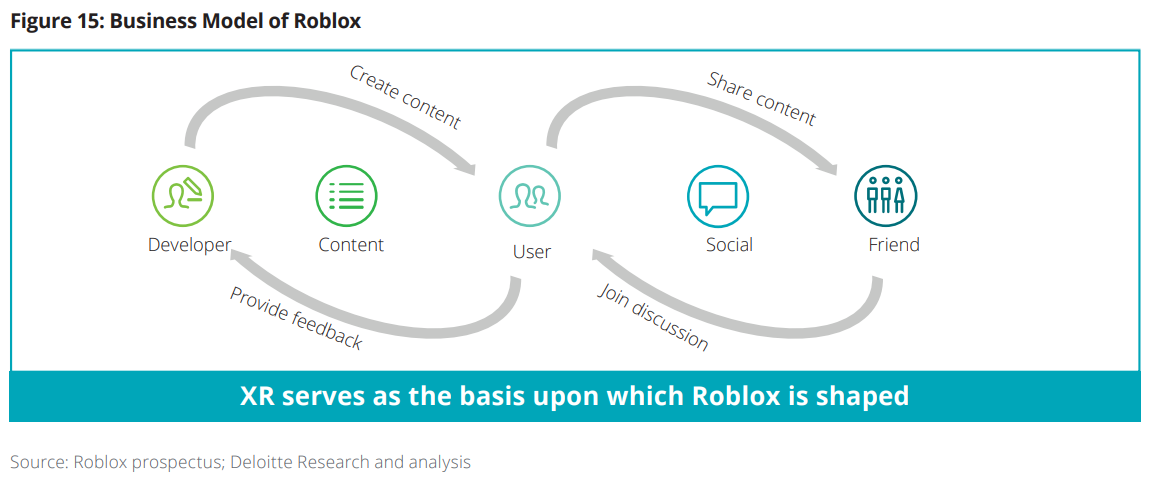 Figure 15: Business Model of Roblox
Create content
Share content
Developer
Content
User
Social
Friend
Provide feedback
Join discussion
XR serves as the basis upon which Roblox is shaped
Source: Roblox prospectus; Deloitte Research and analysis